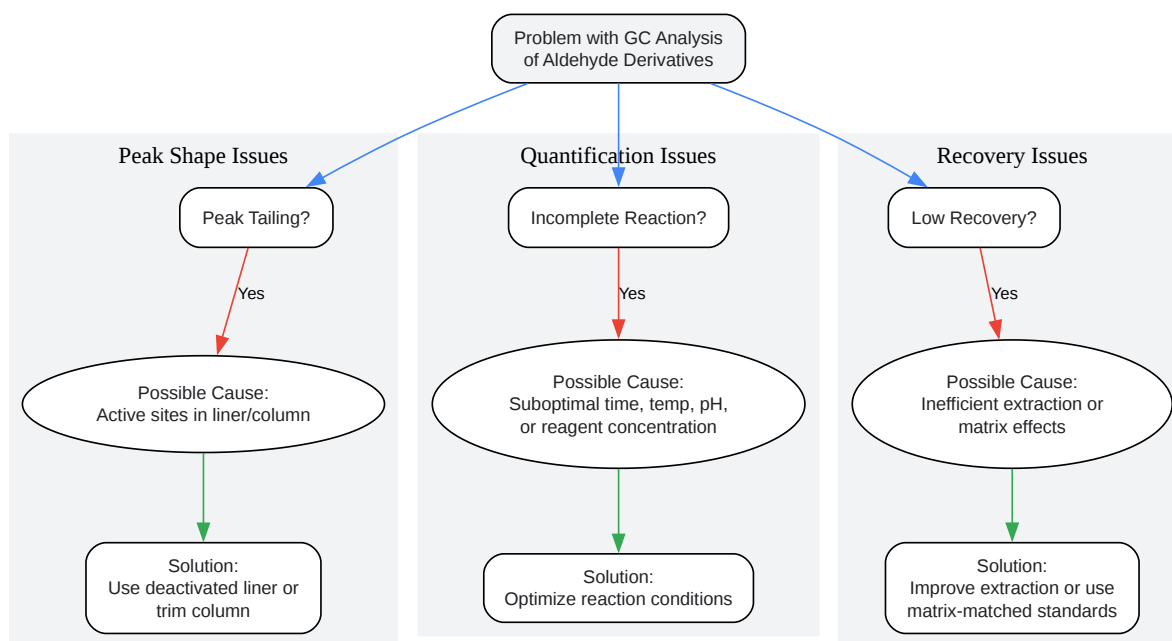 Problem with GC Analysis
of Aldehyde Derivatives
Peak Shape Issues
Peak Tailing?
Yes
Possible Cause:
Active sites in liner/column
Solution:
Use deactivated liner or
trim column
Quantification Issues
Incomplete Reaction?
Yes
Possible Cause:
Suboptimal time, temp, pH,
or reagent concentration
Solution:
Optimize reaction conditions
Recovery Issues
Low Recovery?
Yes
Possible Cause:
Inefficient extraction or
matrix effects
Solution:
Improve extraction or use
matrix-matched standards